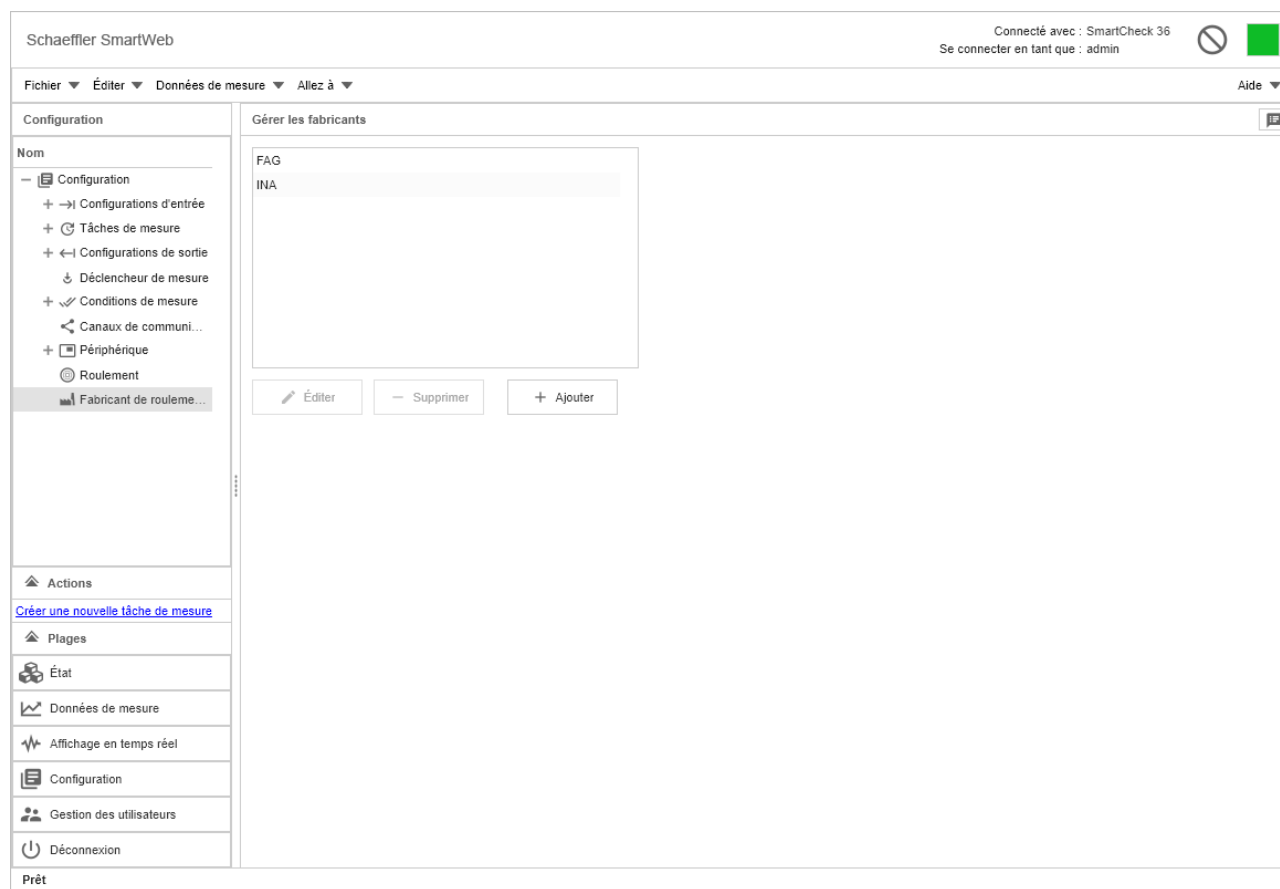 Schaeffler SmartWeb
Connecté avec : SmartCheck 36
Se connecter en tant que : admin
Fichier Éditer Données de mesure Allez à Aide
Configuration
Gérer les fabricants
Nom
Configuration
Configurations d'entrée
Tâches de mesure
Configurations de sortie
Déclencheur de mesure
Conditions de mesure
Canaux de communi...
Périphérique
Roulement
Fabricant de rouleme...
FAG
INA
Éditer
Supprimer
Ajouter
Actions
Créer une nouvelle tâche de mesure
Plages
État
Données de mesure
Affichage en temps réel
Configuration
Gestion des utilisateurs
Déconnexion
Prêt